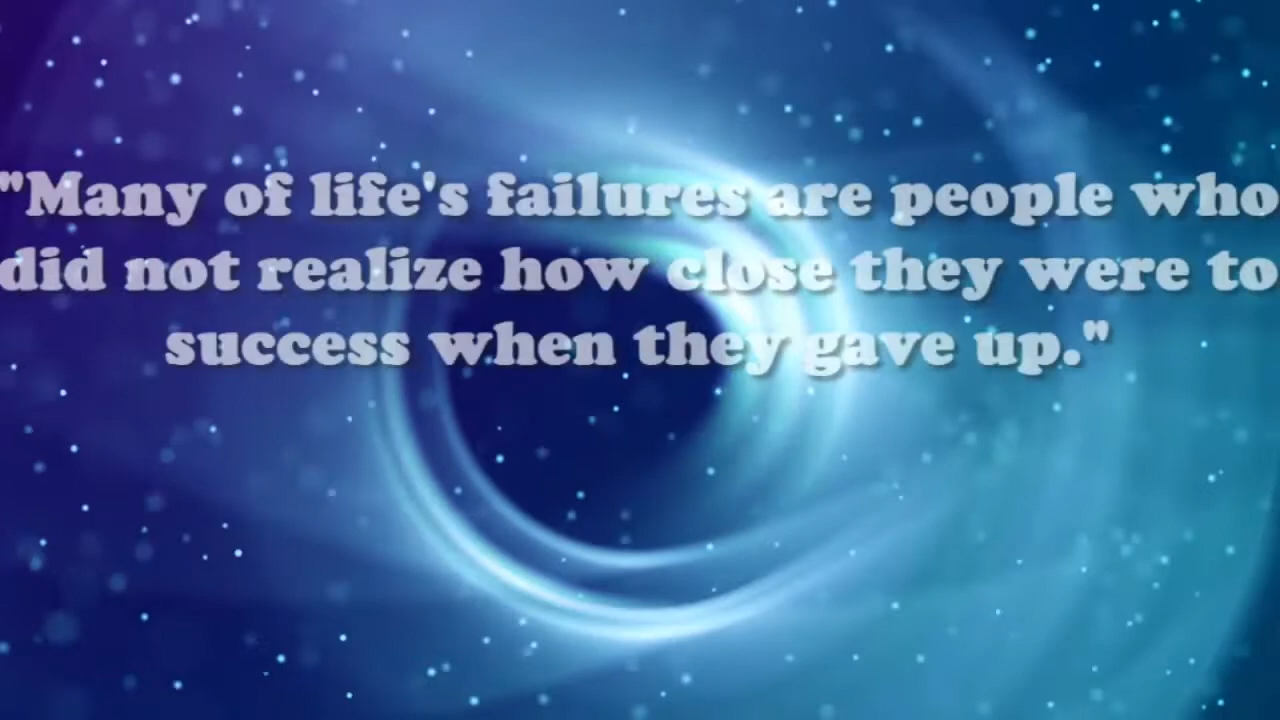 "Many of life's failures are people who
did not realize how close they were to
success when they gave up."